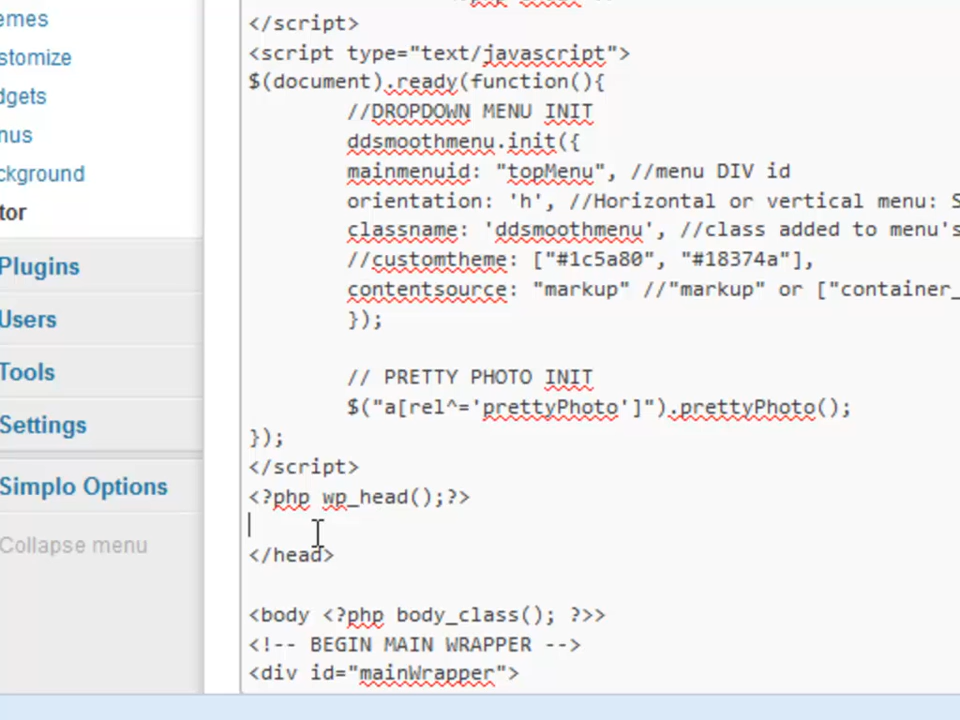 emes
stomize
dgets
nus
ckground
tor
Plugins
Users
Tools
Settings
Simplo Options
Collapse menu
</script>
<script type="text/javascript">
$(document).ready(function(){
//DROPDOWN MENU INIT
ddsmoothmenu.init({
mainmenuid: "topMenu", //menu DIV id
orientation: 'h', //Horizontal or vertical menu: S
classname: 'ddsmoothmenu', //class added to menu's
//customtheme: ["#1c5a80", "#18374a"],
contentsource: "markup" //"markup" or ["container_
});
// PRETTY PHOTO INIT
$("a[rel^='prettyPhoto']").prettyPhoto();
});
</script>
<?php wp_head();?>
</head>
<body <?php body_class(); ?>>
<!-- BEGIN MAIN WRAPPER -->
<div id="mainWrapper">